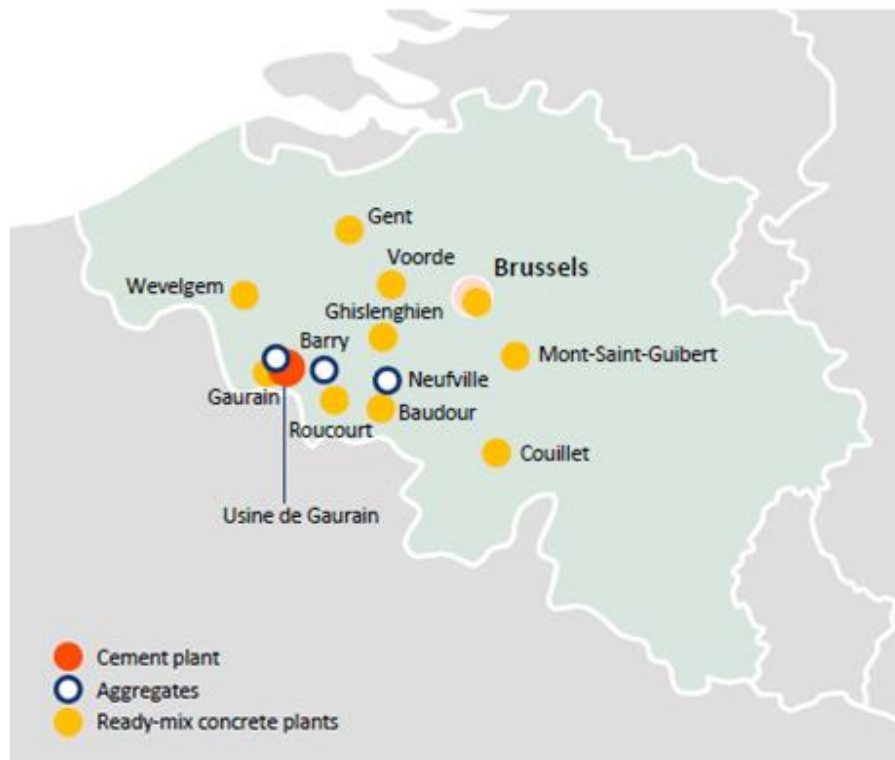 Gent
Voorde
Brussels
Wevelgem
Ghislenghien
Barry
Mont-Saint-Guibert
Neufville
Gaurain
Baudour
Roucourt
Couillet
Usine de Gaurain
Cement plant
Aggregates
Ready-mix concrete plants